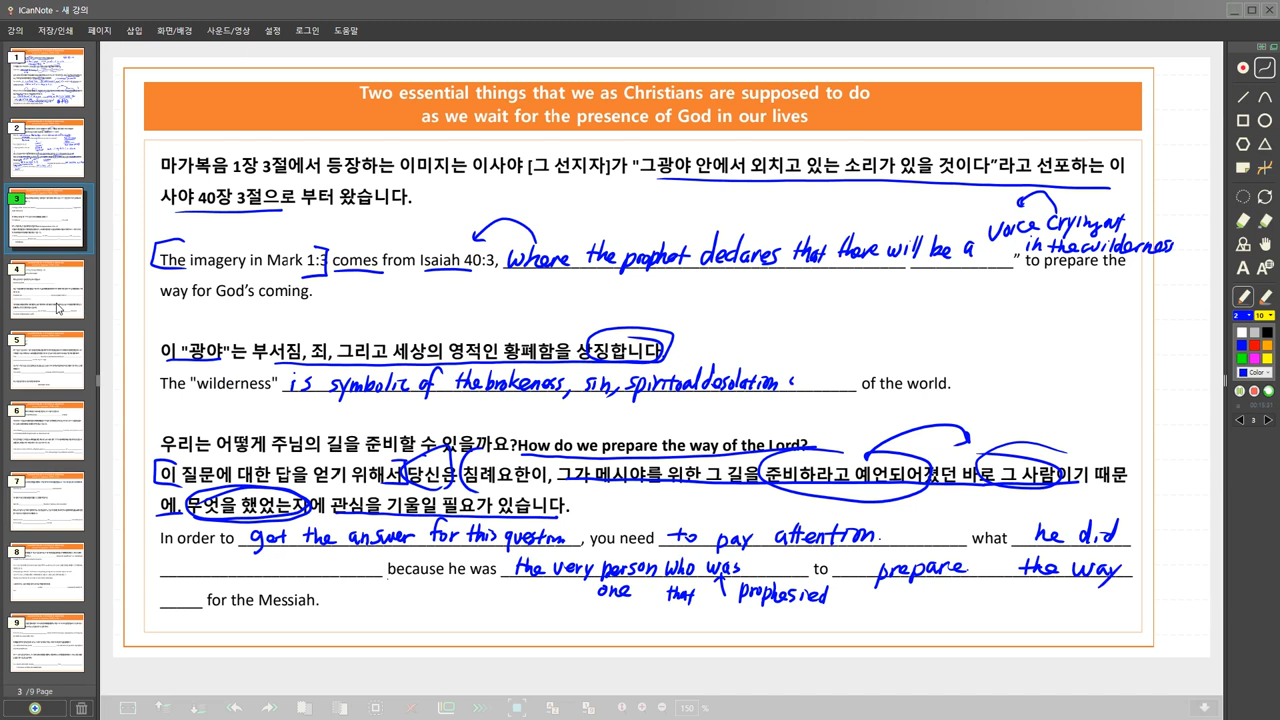 ICanNote - 새 강의
강의 저장/인쇄 페이지 삽입 화면/배경 사운드/영상 설정 로그인 도움말
Two essential things that we as Christians are supposed to do
as we wait for the presence of God in our lives
마가복음 1장 3절에서 등장하는 이미지는 이사야 [그 선지자]가 "그광야 안에서 외치고 있는 소리가 있을 것이다"라고 선포하는 이
사야 40장 3절으로 부터 왔습니다.
voice crying out
The imagery in Mark 1:3 comes from Isaiah 40:3, where the prophet declares that there will be a in the wilderness ” to prepare the
way for God’s coming.
이 "광야"는 부서짐, 죄, 그리고 세상의 영적 황폐함을 상징합니다
The "wilderness" is symbolic of the brokeness, sin, spiritual desolation of the world.
우리는 어떻게 주님의 길을 준비할 수 있을까요?How do we prepare the way of the Lord?
이 질문에 대한 답을 얻기 위해서 당신은 요한이, 그가 메시야를 위한 그 길을 준비하라고 예언되어졌던 바로 그 사람이기 때문
에, 무엇을 했었는지에 관심을 기울일 필요가 있습니다.
In order to get the answer for this question, you need to pay attention. what he did
because he was the very person who was to prepare the way
one that prophesied
for the Messiah.
1
2
3
4
5
6
7
8
9
3 /9 Page
2 10
Color
3
150 %